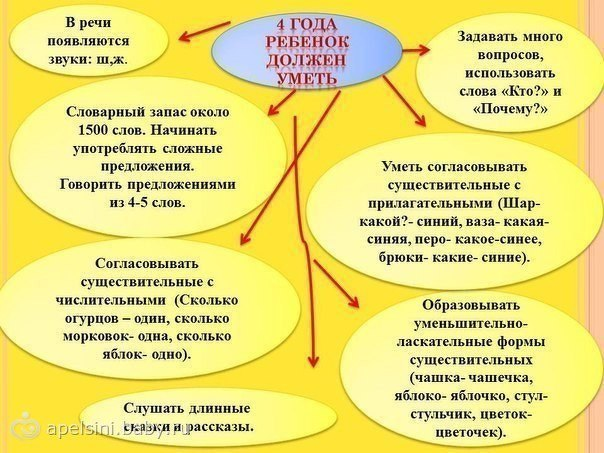 4 ГОДА
РЕБЕНОК
ДОЛЖЕН
УМЕТЬ
В речи
появляются
звуки: ш,ж.
Задавать много
вопросов,
использовать
слова «Кто?» и
«Почему?»
Словарный запас около
1500 слов. Начинать
употреблять сложные
предложения.
Говорить предложениями
из 4-5 слов.
Уметь согласовывать
существительные с
прилагательными (Шар-
какой?- синий, ваза- какая-
синяя, перо- какое-синее,
брюки- какие- синие).
Согласовывать
существительные с
числительными (Сколько
огурцов – один, сколько
морковок- одна, сколько
яблок- одно).
Образовывать
уменьшительно-
ласкательные формы
существительных
(чашка- чашечка,
яблоко- яблочко, стул-
стульчик, цветок-
цветочек).
Слушать длинные
сказки и рассказы.
apelsini.baby.ru